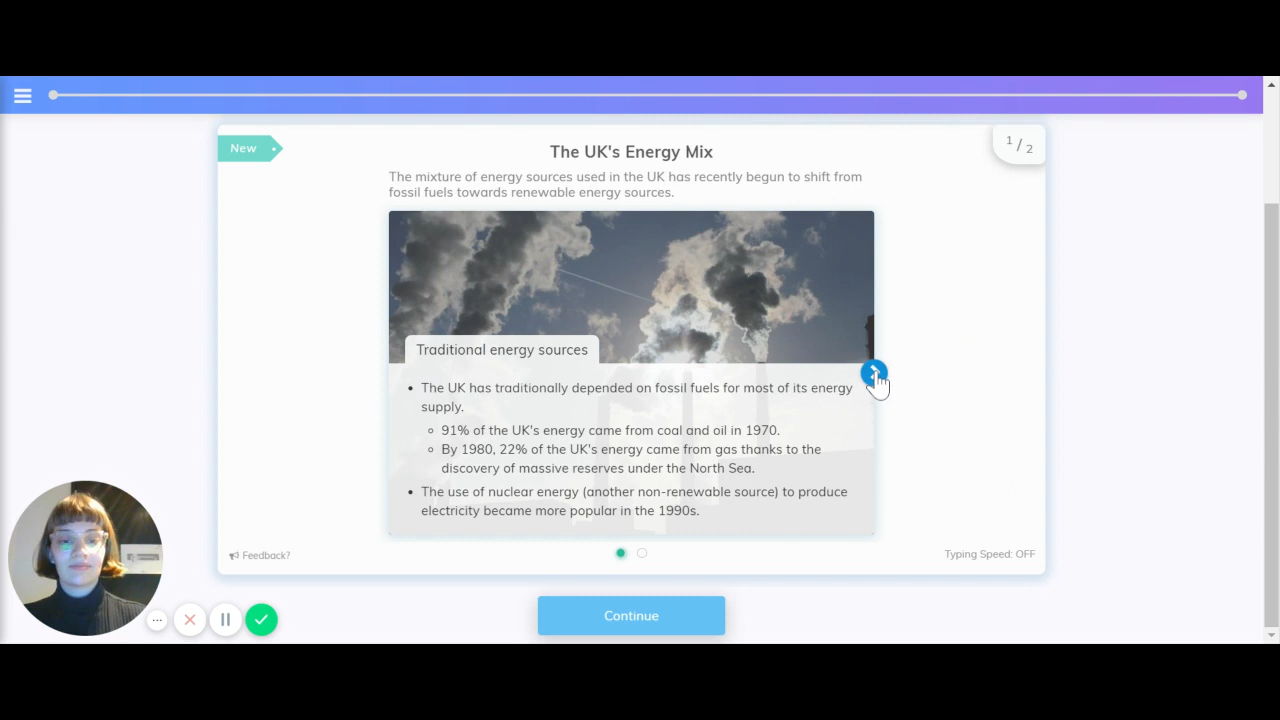 New
The UK's Energy Mix
1 / 2
The mixture of energy sources used in the UK has recently begun to shift from
fossil fuels towards renewable energy sources.
Traditional energy sources
• The UK has traditionally depended on fossil fuels for most of its energy
supply.
◦ 91% of the UK's energy came from coal and oil in 1970.
◦ By 1980, 22% of the UK's energy came from gas thanks to the
discovery of massive reserves under the North Sea.
• The use of nuclear energy (another non-renewable source) to produce
electricity became more popular in the 1990s.
Feedback?
Typing Speed: OFF
Continue